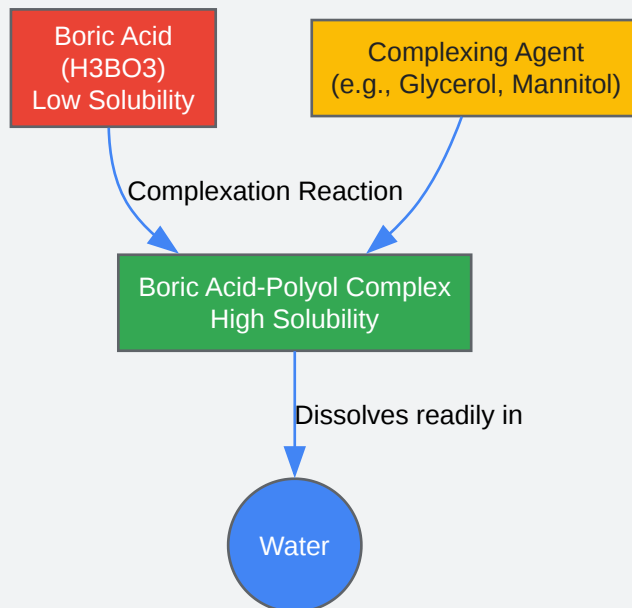 Boric Acid
(H3BO3)
Low Solubility
Complexing Agent
(e.g., Glycerol, Mannitol)
Complexation Reaction
Boric Acid-Polyol Complex
High Solubility
Dissolves readily in
Water